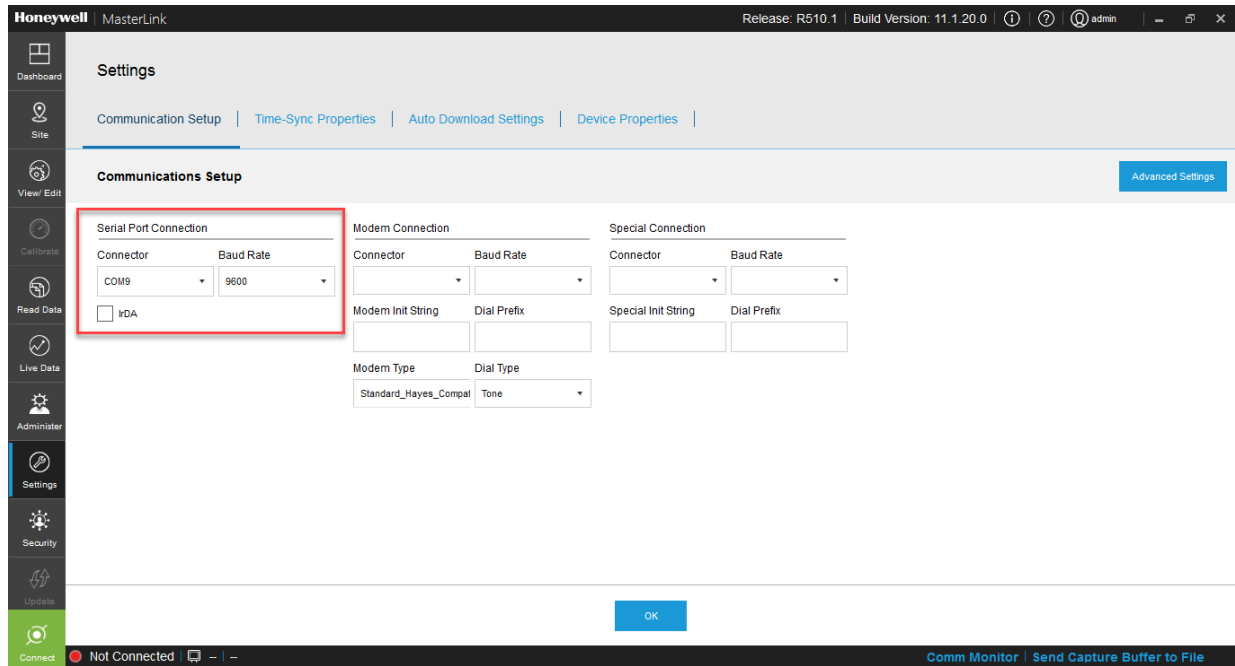 Honeywell | MasterLink
Release: R510.1 | Build Version: 11.1.20.0
admin
Dashboard
Site
View/ Edit
Calibrate
Read Data
Live Data
Administer
Settings
Security
Update
Connect
Settings
Communication Setup | Time-Sync Properties | Auto Download Settings | Device Properties |
Communications Setup
Advanced Settings
Serial Port Connection
Connector Baud Rate
COM9 9600
IrDA
Modem Connection
Connector Baud Rate
Modem Init String Dial Prefix
Modem Type Dial Type
Standard_Hayes_Compat Tone
Special Connection
Connector Baud Rate
Special Init String Dial Prefix
OK
Not Connected | -- | --
Comm Monitor | Send Capture Buffer to File